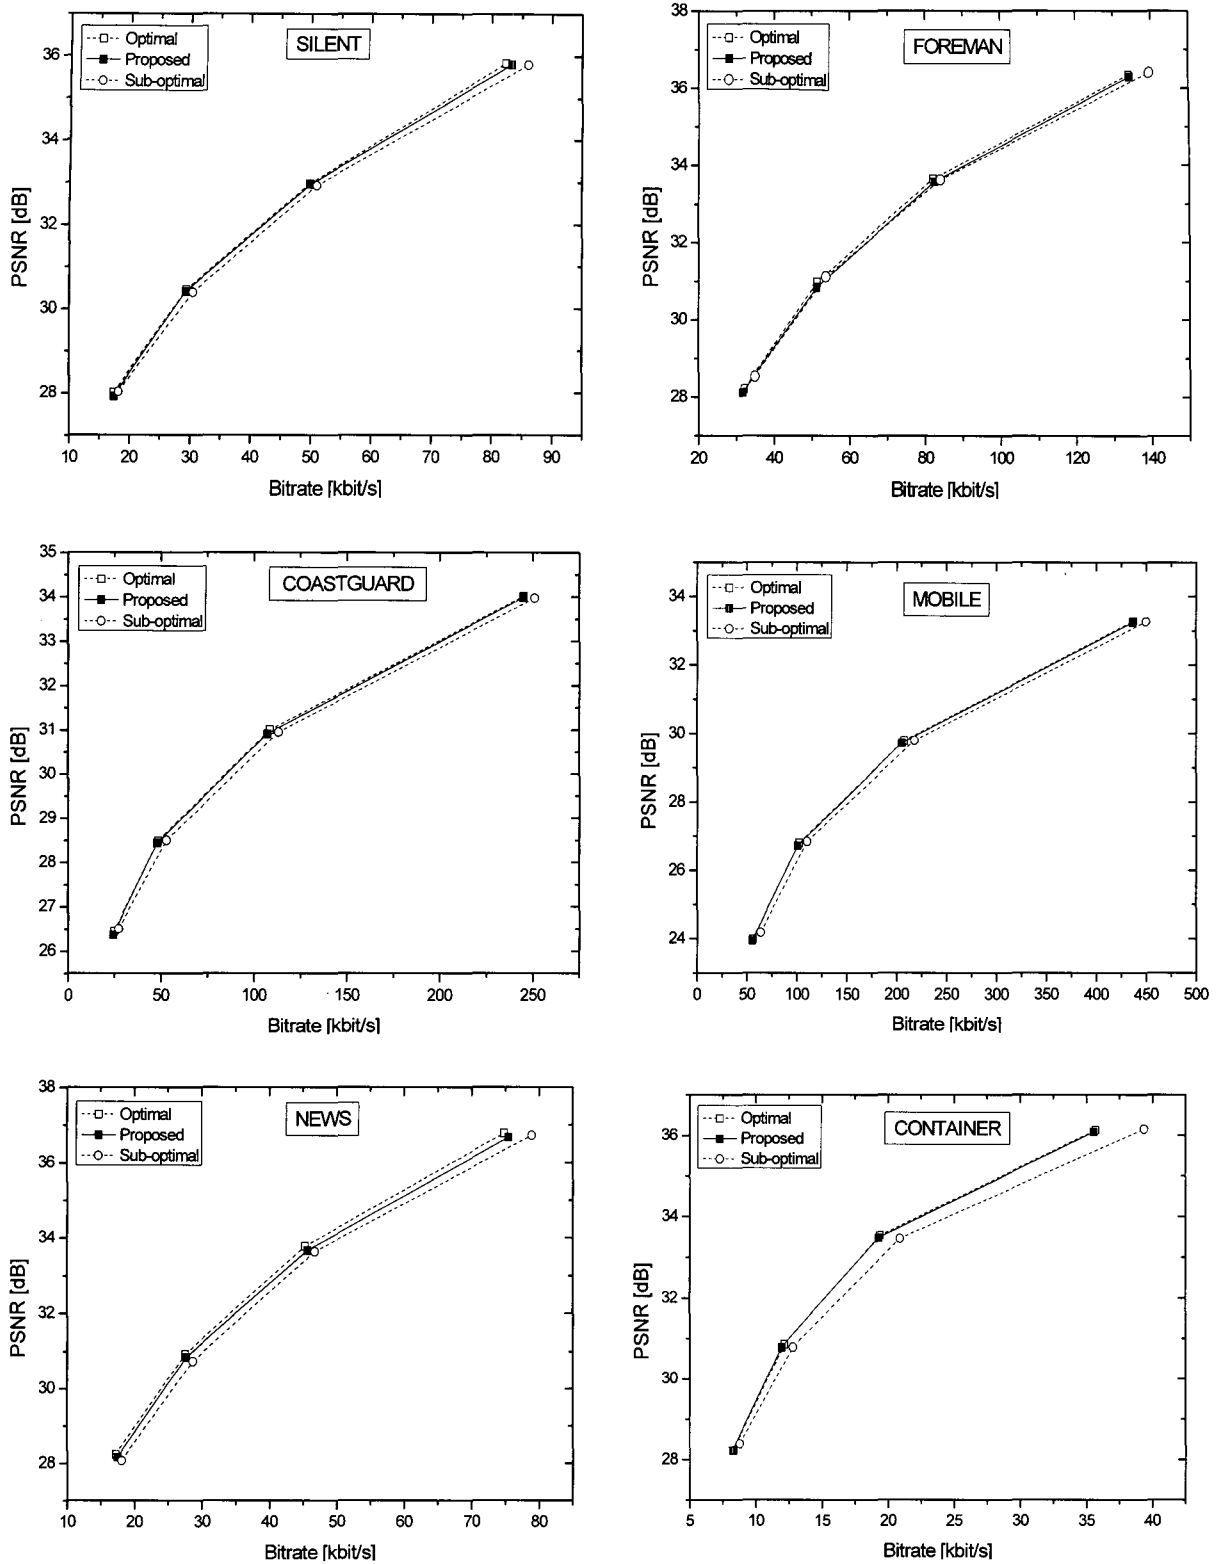 SILENT
Optimal
Proposed
Sub-optimal
36
34
32
30
28
PSNR [dB]
10 20 30 40 50 60 70 80 90
Bitrate [kbit/s]
FOREMAN
Optimal
Proposed
Sub-optimal
38
36
34
32
30
28
PSNR [dB]
20 40 60 80 100 120 140
Bitrate [kbit/s]
COASTGUARD
Optimal
Proposed
Sub-optimal
35
34
33
32
31
30
29
28
27
26
PSNR [dB]
0 50 100 150 200 250
Bitrate [kbit/s]
MOBILE
Optimal
Proposed
Sub-optimal
34
32
30
28
26
24
PSNR [dB]
0 50 100 150 200 250 300 350 400 450 500
Bitrate [kbit/s]
NEWS
Optimal
Proposed
Sub-optimal
38
36
34
32
30
28
PSNR [dB]
10 20 30 40 50 60 70 80
Bitrate [kbit/s]
CONTAINER
Optimal
Proposed
Sub-optimal
36
34
32
30
28
PSNR [dB]
5 10 15 20 25 30 35 40
Bitrate [kbit/s]